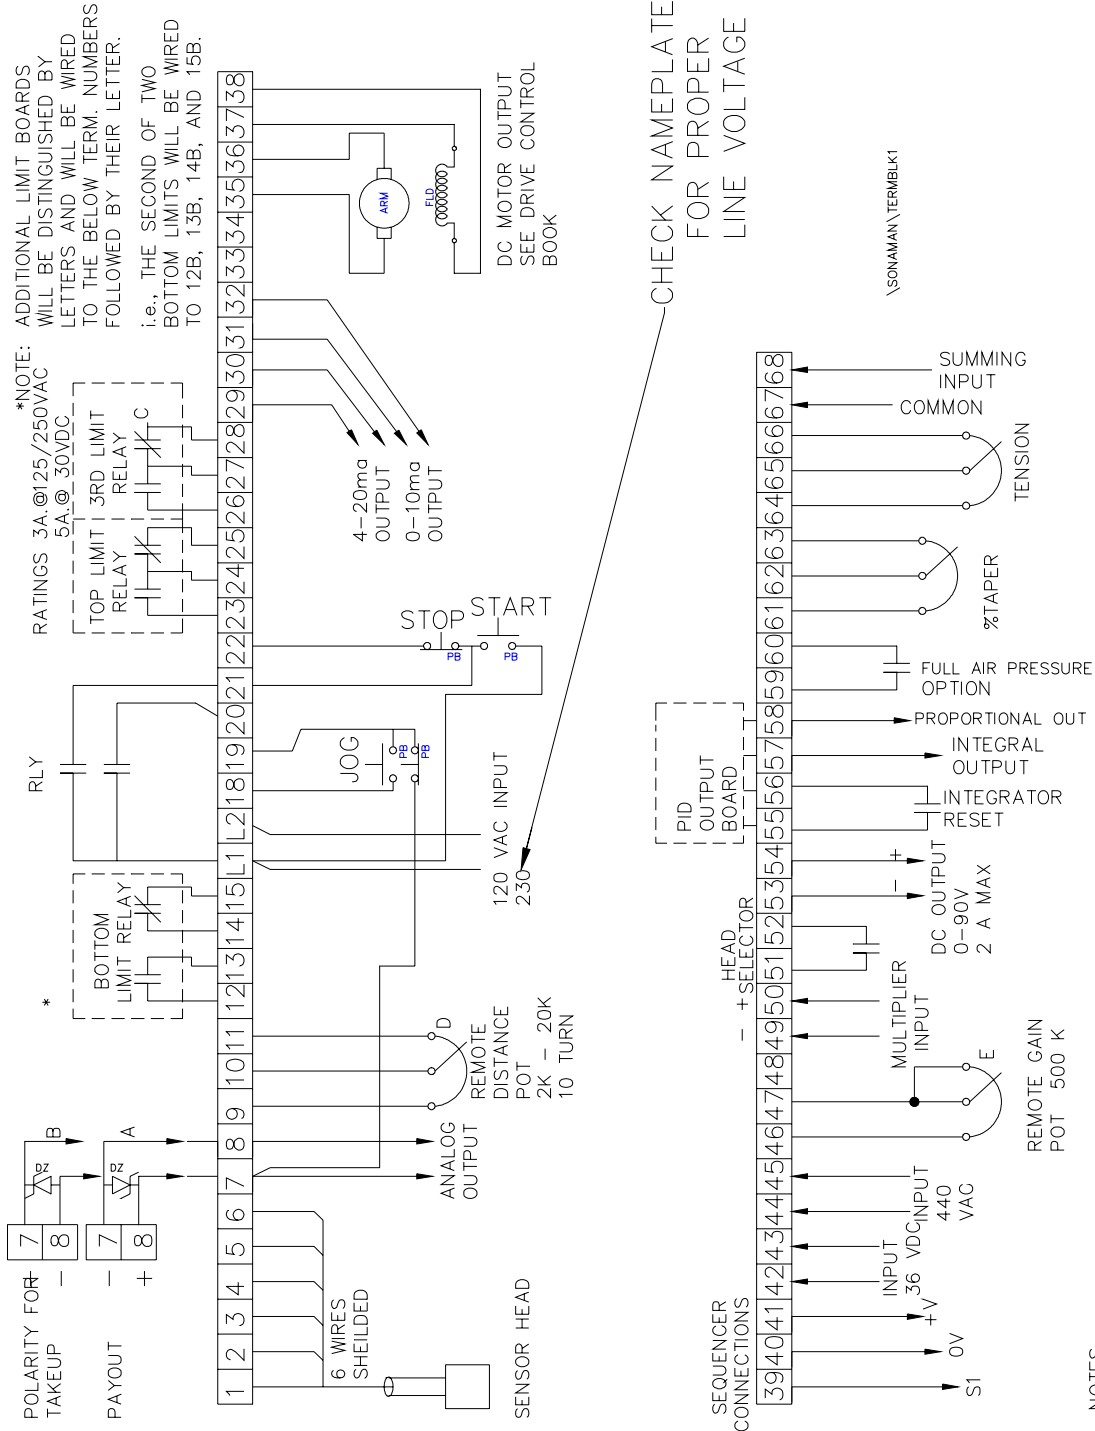 *NOTE: ADDITIONAL LIMIT BOARDS
WILL BE DISTINGUISHED BY
LETTERS AND WILL BE WIRED
TO THE BELOW TERM. NUMBERS
FOLLOWED BY THEIR LETTER.
i.e., THE SECOND OF TWO
BOTTOM LIMITS WILL BE WIRED
TO 12B, 13B, 14B, AND 15B.
RATINGS 3A.@125/250VAC
5A.@ 30VDC
POLARITY FOR
TAKEUP
+ 7
- 8
DZ
B
PAYOUT
- 7
+ 8
DZ
A
*
BOTTOM
LIMIT RELAY
RLY
TOP LIMIT
RELAY
3RD LIMIT
RELAY
C
1 2 3 4 5 6 7 8 9 10 11 12 13 14 15 L1 L2 18 19 20 21 22 23 24 25 26 27 28 29 30 31 32 33 34 35 36 37 38
6 WIRES
SHEILDED
SENSOR HEAD
ANALOG
OUTPUT
D
REMOTE
DISTANCE
POT
2K - 20K
10 TURN
120 VAC INPUT
230
JOG
PB
PB
STOP
PB
START
PB
4-20ma
OUTPUT
0-10ma
OUTPUT
ARM
FLD
DC MOTOR OUTPUT
SEE DRIVE CONTROL
BOOK
CHECK NAMEPLATE
FOR PROPER
LINE VOLTAGE
SEQUENCER
CONNECTIONS
- +
HEAD
SELECTOR
PID
OUTPUT
BOARD
39 40 41 42 43 44 45 46 47 48 49 50 51 52 53 54 55 56 57 58 59 60 61 62 63 64 65 66 67 68
S1
0V
+V
INPUT
36 VDC
INPUT
440
VAC
E
REMOTE GAIN
POT 500 K
MULTIPLIER
INPUT
- +
DC OUTPUT
0-90V
2 A MAX
INTEGRATOR
RESET
INTEGRAL
OUTPUT
PROPORTIONAL OUT
FULL AIR PRESSURE
OPTION
%TAPER
TENSION
COMMON
SUMMING
INPUT
\SONAMAN\TERMBLK1
NOTES